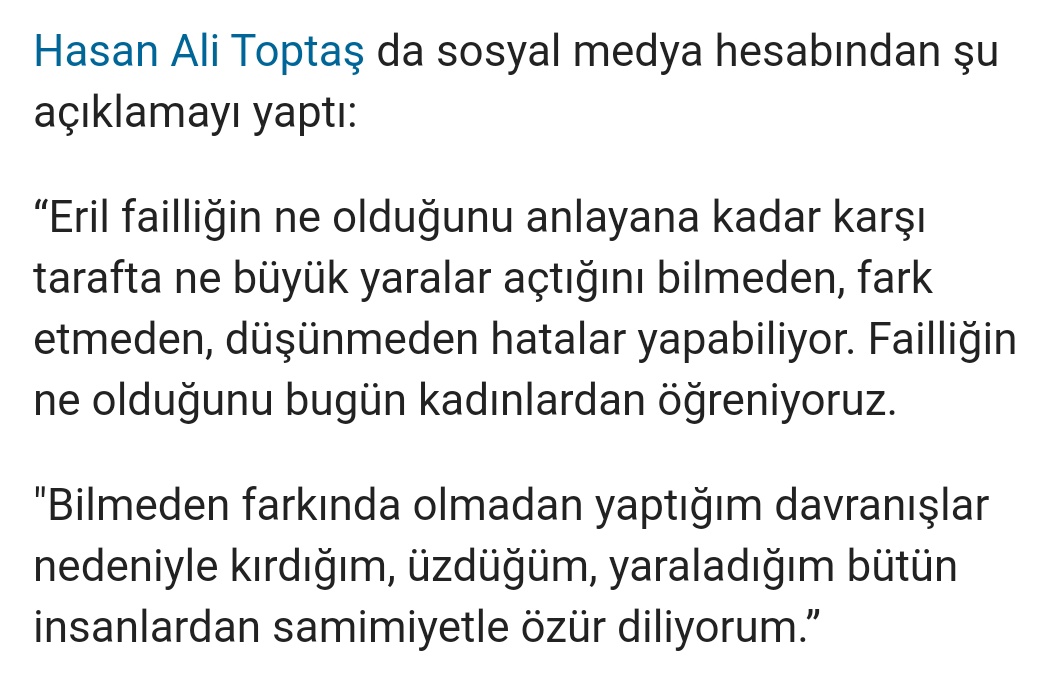 Hasan Ali Toptaş da sosyal medya hesabından şu
açıklamayı yaptı:
“Eril failliğin ne olduğunu anlayana kadar karşı
tarafta ne büyük yaralar açtığını bilmeden, fark
etmeden, düşünmeden hatalar yapabiliyor. Failliğin
ne olduğunu bugün kadınlardan öğreniyoruz.
"Bilmeden farkında olmadan yaptığım davranışlar
nedeniyle kırdığım, üzdüğüm, yaraladığım bütün
insanlardan samimiyetle özür diliyorum.”